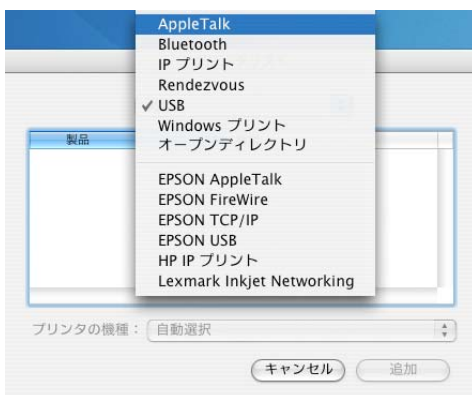 AppleTalk
Bluetooth
IP プリント
Rendezvous
✓ USB
Windows プリント
オープンディレクトリ
EPSON AppleTalk
EPSON FireWire
EPSON TCP/IP
EPSON USB
HP IP プリント
Lexmark Inkjet Networking
製品
プリンタの機種： 自動選択
キャンセル 追加